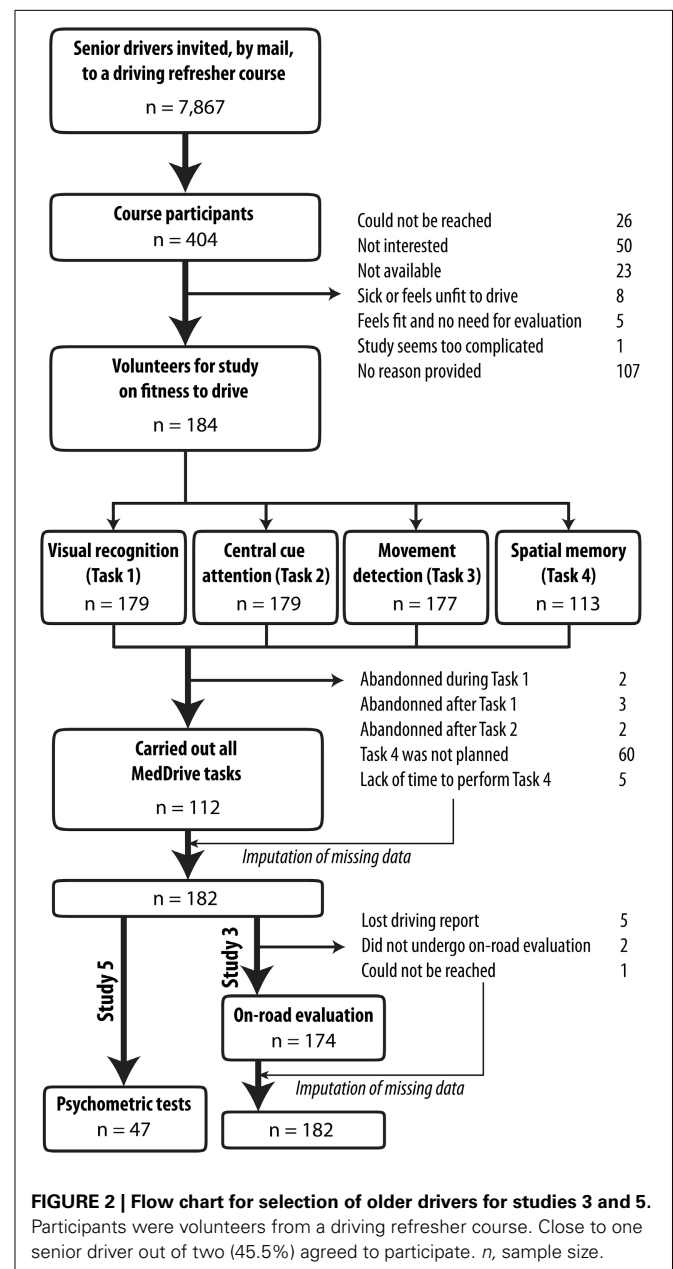 Senior drivers invited, by mail,
to a driving refresher course
n = 7,867
Course participants
n = 404
Could not be reached 26
Not interested 50
Not available 23
Sick or feels unfit to drive 8
Feels fit and no need for evaluation 5
Study seems too complicated 1
No reason provided 107
Volunteers for study
on fitness to drive
n = 184
Visual recognition
(Task 1)
n = 179
Central cue
attention (Task 2)
n = 179
Movement
detection (Task 3)
n = 177
Spatial memory
(Task 4)
n = 113
Abandonned during Task 1 2
Abandonned after Task 1 3
Abandonned after Task 2 2
Task 4 was not planned 60
Lack of time to perform Task 4 5
Carried out all
MedDrive tasks
n = 112
Imputation of missing data
n = 182
Lost driving report 5
Did not undergo on-road evaluation 2
Could not be reached 1
Study 5
Study 3
On-road evaluation
n = 174
Imputation of missing data
Psychometric tests
n = 47
n = 182
FIGURE 2 | Flow chart for selection of older drivers for studies 3 and 5.
Participants were volunteers from a driving refresher course. Close to one
senior driver out of two (45.5%) agreed to participate. n, sample size.